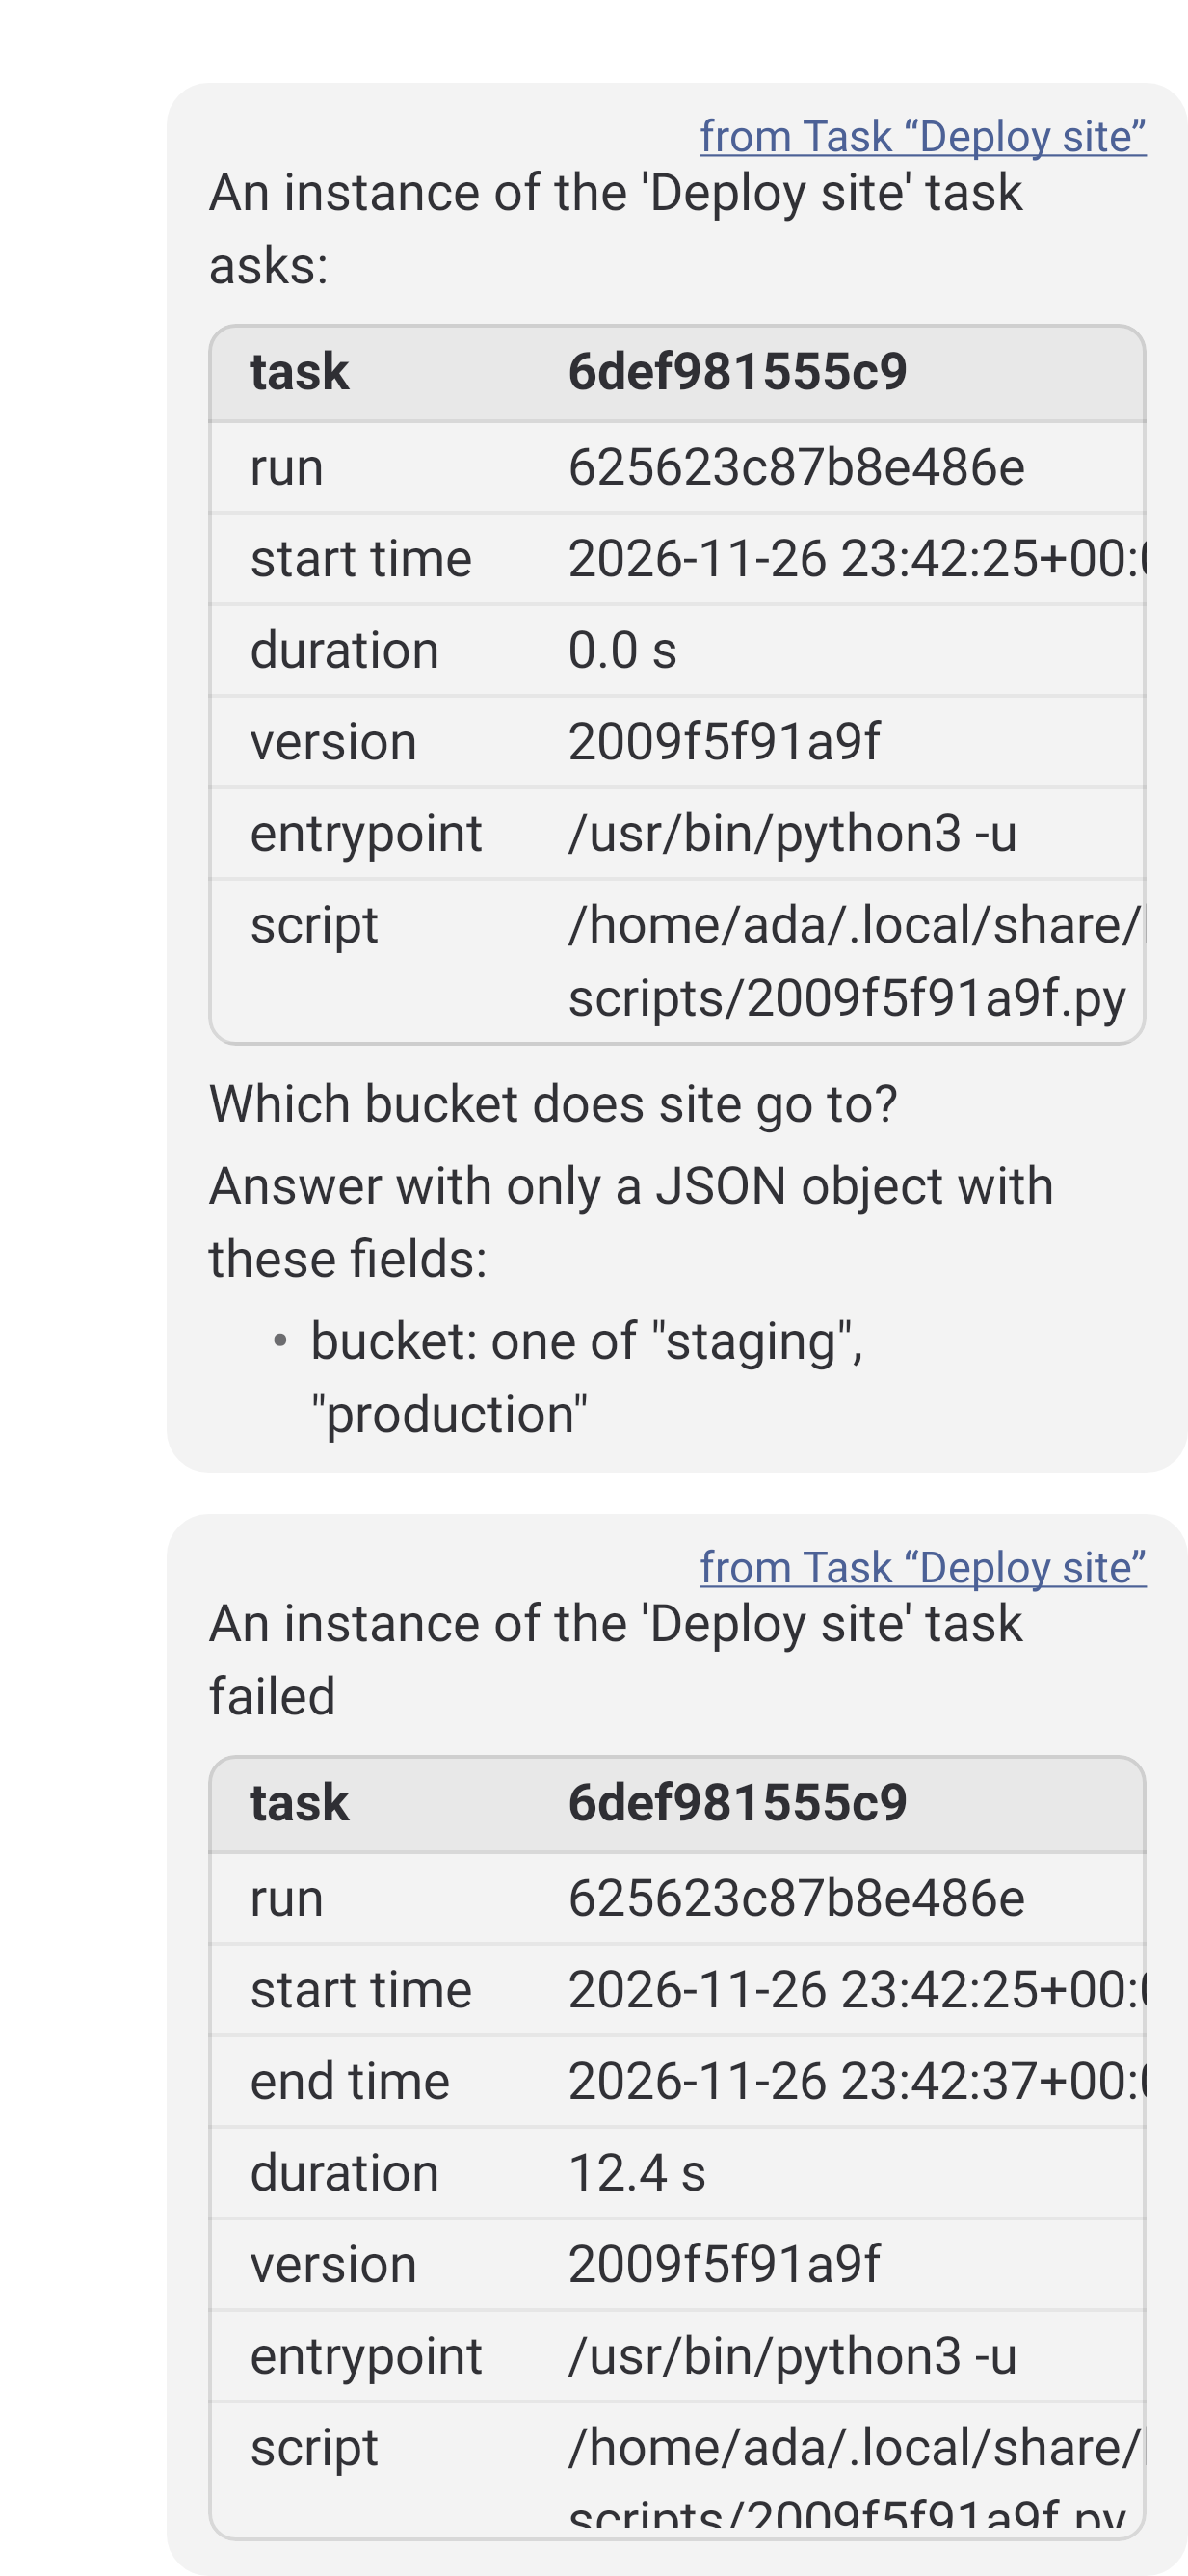 from Task “Deploy site”
An instance of the 'Deploy site' task
asks:
task 6def981555c9
run 625623c87b8e486e
start time 2026-11-26 23:42:25+00:
duration 0.0 s
version 2009f5f91a9f
entrypoint /usr/bin/python3 -u
script /home/ada/.local/share/
scripts/2009f5f91a9f.py
Which bucket does site go to?
Answer with only a JSON object with
these fields:
• bucket: one of "staging",
"production"
from Task “Deploy site”
An instance of the 'Deploy site' task
failed
task 6def981555c9
run 625623c87b8e486e
start time 2026-11-26 23:42:25+00:
end time 2026-11-26 23:42:37+00:
duration 12.4 s
version 2009f5f91a9f
entrypoint /usr/bin/python3 -u
script /home/ada/.local/share/
scripts/2009f5f91a9f.py